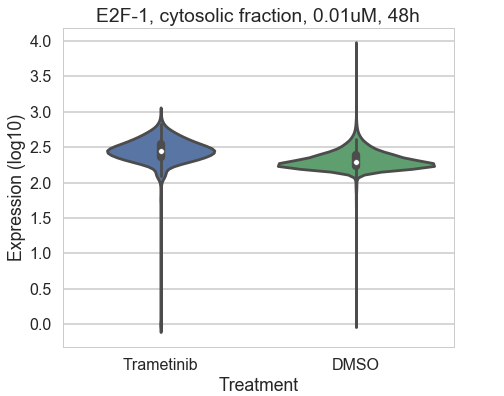 E2F-1, cytosolic fraction, 0.01uM, 48h
Expression (log10)
4.0
3.5
3.0
2.5
2.0
1.5
1.0
0.5
0.0
Trametinib
DMSO
Treatment